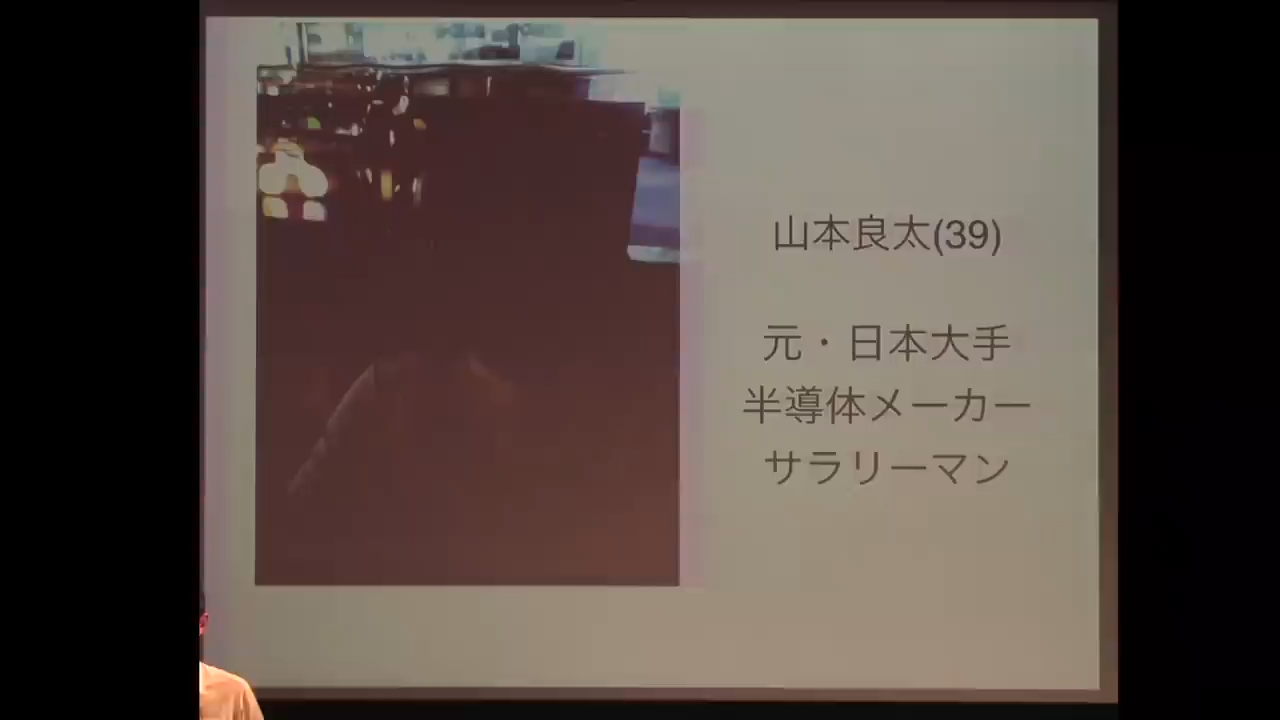 山本良太(39)
元・日本大手
半導体メーカー
サラリーマン